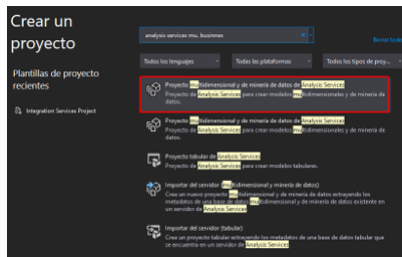 Crear un
proyecto
analysis services mu. businnes
Borrar todo
Todos los lenguajes
Todas las plataformas
Todos los tipos de proy...
Plantillas de proyecto
recientes
Integration Services Project
Proyecto multidimensional y de minería de datos de Analysis Services
Proyecto de Analysis Services para crear modelos multidimensionales y de minería de
datos.
Proyecto multidimensional y de minería de datos de Analysis Services
Proyecto de Analysis Services para crear modelos multidimensionales y de minería de
datos.
Proyecto tabular de Analysis Services
Proyecto de Analysis Services para crear modelos tabulares.
Importar del servidor (multidimensional y minería de datos)
Crea un nuevo proyecto multidimensional y de minería de datos extrayendo los
metadatos de una base de datos multidimensional y de minería de datos existente en
un servidor de Analysis Services
Importar del servidor (tabular)
Crea un proyecto tabular extrayendo los metadatos de una base de datos tabular que
se encuentra en un servidor de Analysis Services